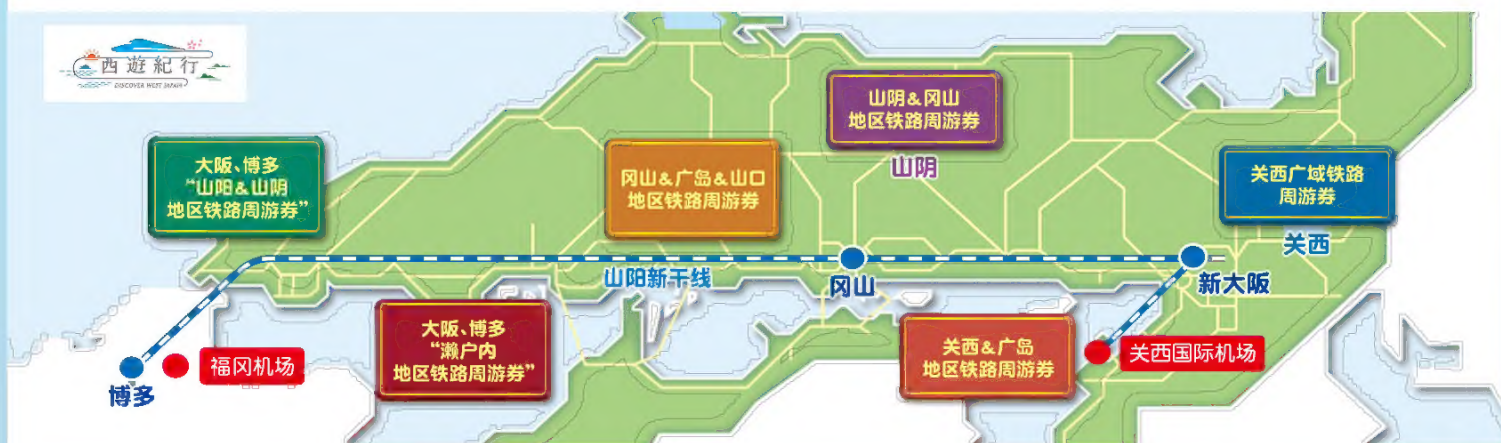 西遊紀行
DISCOVER WEST JAPAN
山阴&冈山
地区铁路周游券
山阴
大阪、博多
“山阳&山阴
地区铁路周游券”
冈山&广岛&山口
地区铁路周游券
关西广域铁路
周游券
关西
山阳新干线
冈山
新大阪
大阪、博多
“濑户内
地区铁路周游券”
关西&广岛
地区铁路周游券
关西国际机场
福冈机场
博多